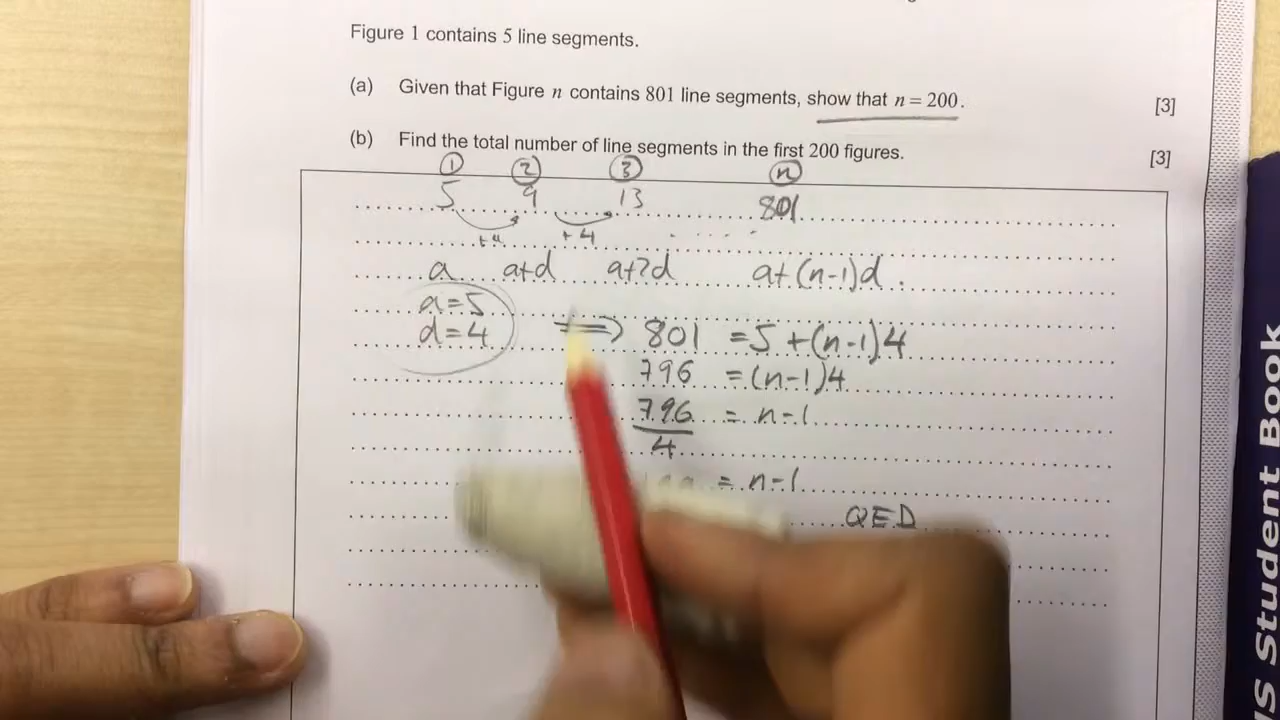 Figure 1 contains 5 line segments.
(a) Given that Figure n contains 801 line segments, show that n = 200. [3]
(b) Find the total number of line segments in the first 200 figures. [3]
1 2 3 n
5 9 13 801
+4 +4 . . . .
a a+d a+2d a+(n-1)d.
a=5
d=4 ⟹ 801 = 5+(n-1)4
796 = (n-1)4
796/4 = n-1
= n-1
QED
US Student Book